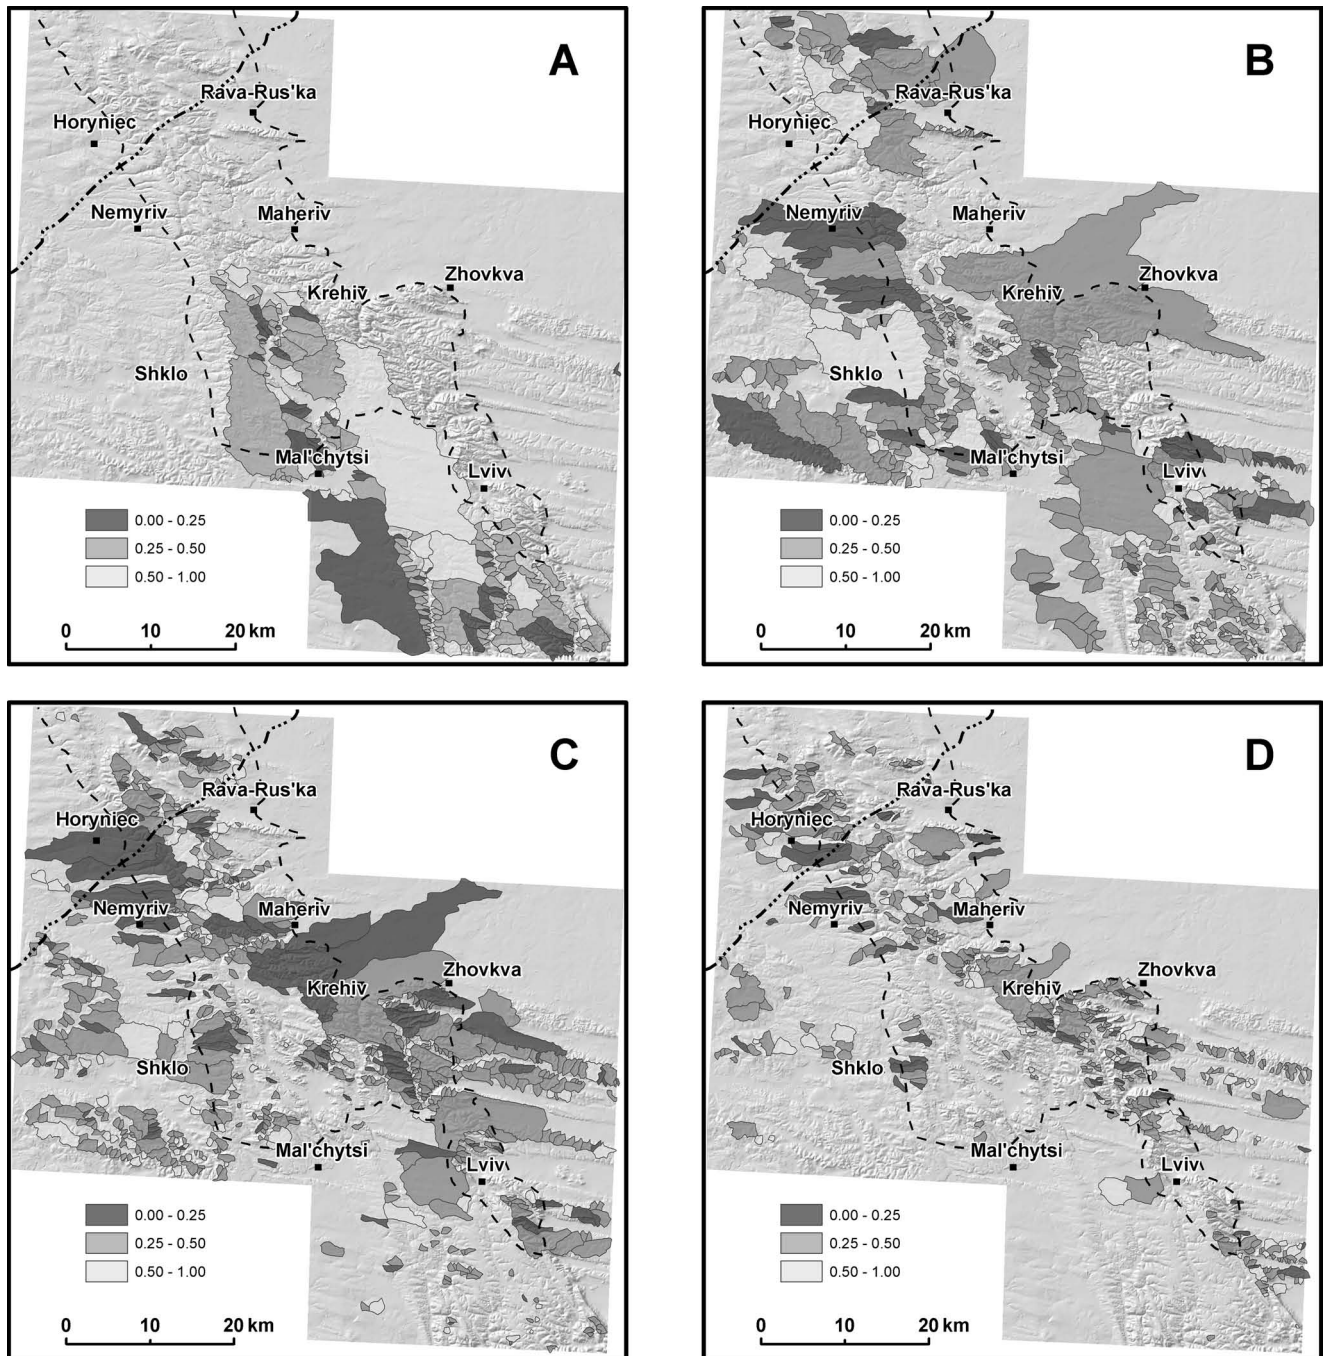 A
Rava-Rus'ka
Horyniec
Nemyriv
Maheriv
Zhovkva
Krehiv
Shklo
Mal'chytsi
Lviv
0.00 - 0.25
0.25 - 0.50
0.50 - 1.00
0 10 20 km
B
Rava-Rus'ka
Horyniec
Nemyriv
Maheriv
Zhovkva
Krehiv
Shklo
Mal'chytsi
Lviv
0.00 - 0.25
0.25 - 0.50
0.50 - 1.00
0 10 20 km
C
Rava-Rus'ka
Horyniec
Nemyriv
Maheriv
Zhovkva
Krehiv
Shklo
Mal'chytsi
Lviv
0.00 - 0.25
0.25 - 0.50
0.50 - 1.00
0 10 20 km
D
Rava-Rus'ka
Horyniec
Nemyriv
Maheriv
Zhovkva
Krehiv
Shklo
Mal'chytsi
Lviv
0.00 - 0.25
0.25 - 0.50
0.50 - 1.00
0 10 20 km